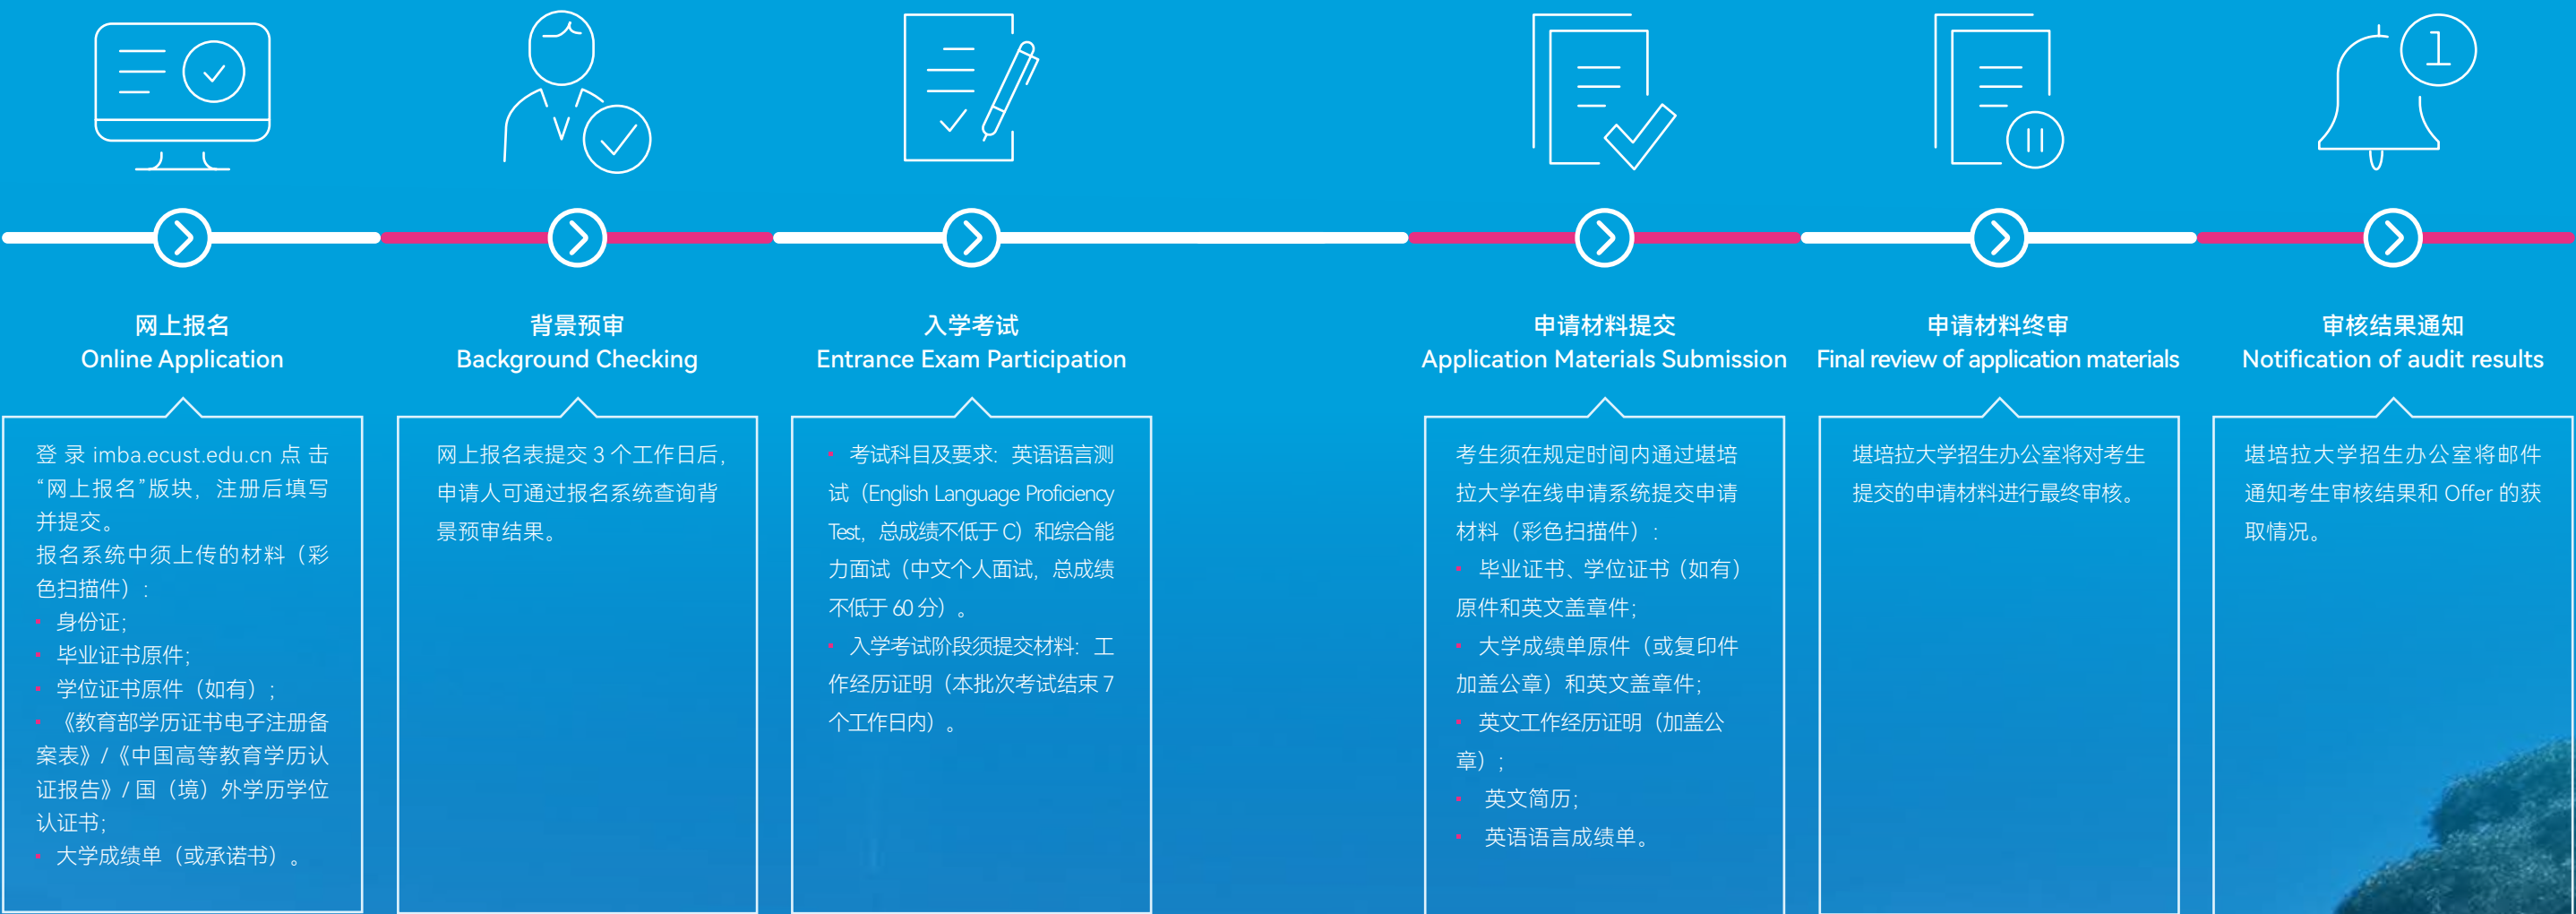 1
网上报名
Online Application
登录 imba.ecust.edu.cn 点击
“网上报名”版块，注册后填写
并提交。
报名系统中须上传的材料（彩
色扫描件）：
• 身份证；
• 毕业证书原件；
• 学位证书原件（如有）；
• 《教育部学历证书电子注册备
案表》/《中国高等教育学历认
证报告》/ 国（境）外学历学位
认证书；
• 大学成绩单（或承诺书）。
背景预审
Background Checking
网上报名表提交 3 个工作日后，
申请人可通过报名系统查询背
景预审结果。
入学考试
Entrance Exam Participation
• 考试科目及要求：英语语言测
试（English Language Proficiency
Test，总成绩不低于 C）和综合能
力面试（中文个人面试，总成绩
不低于 60 分）。
• 入学考试阶段须提交材料：工
作经历证明（本批次考试结束 7
个工作日内）。
申请材料提交
Application Materials Submission
考生须在规定时间内通过堪培
拉大学在线申请系统提交申请
材料（彩色扫描件）：
• 毕业证书、学位证书（如有）
原件和英文盖章件；
• 大学成绩单原件（或复印件
加盖公章）和英文盖章件；
• 英文工作经历证明（加盖公
章）；
• 英文简历；
• 英语语言成绩单。
申请材料终审
Final review of application materials
堪培拉大学招生办公室将对考生
提交的申请材料进行最终审核。
审核结果通知
Notification of audit results
堪培拉大学招生办公室将邮件
通知考生审核结果和 Offer 的获
取情况。